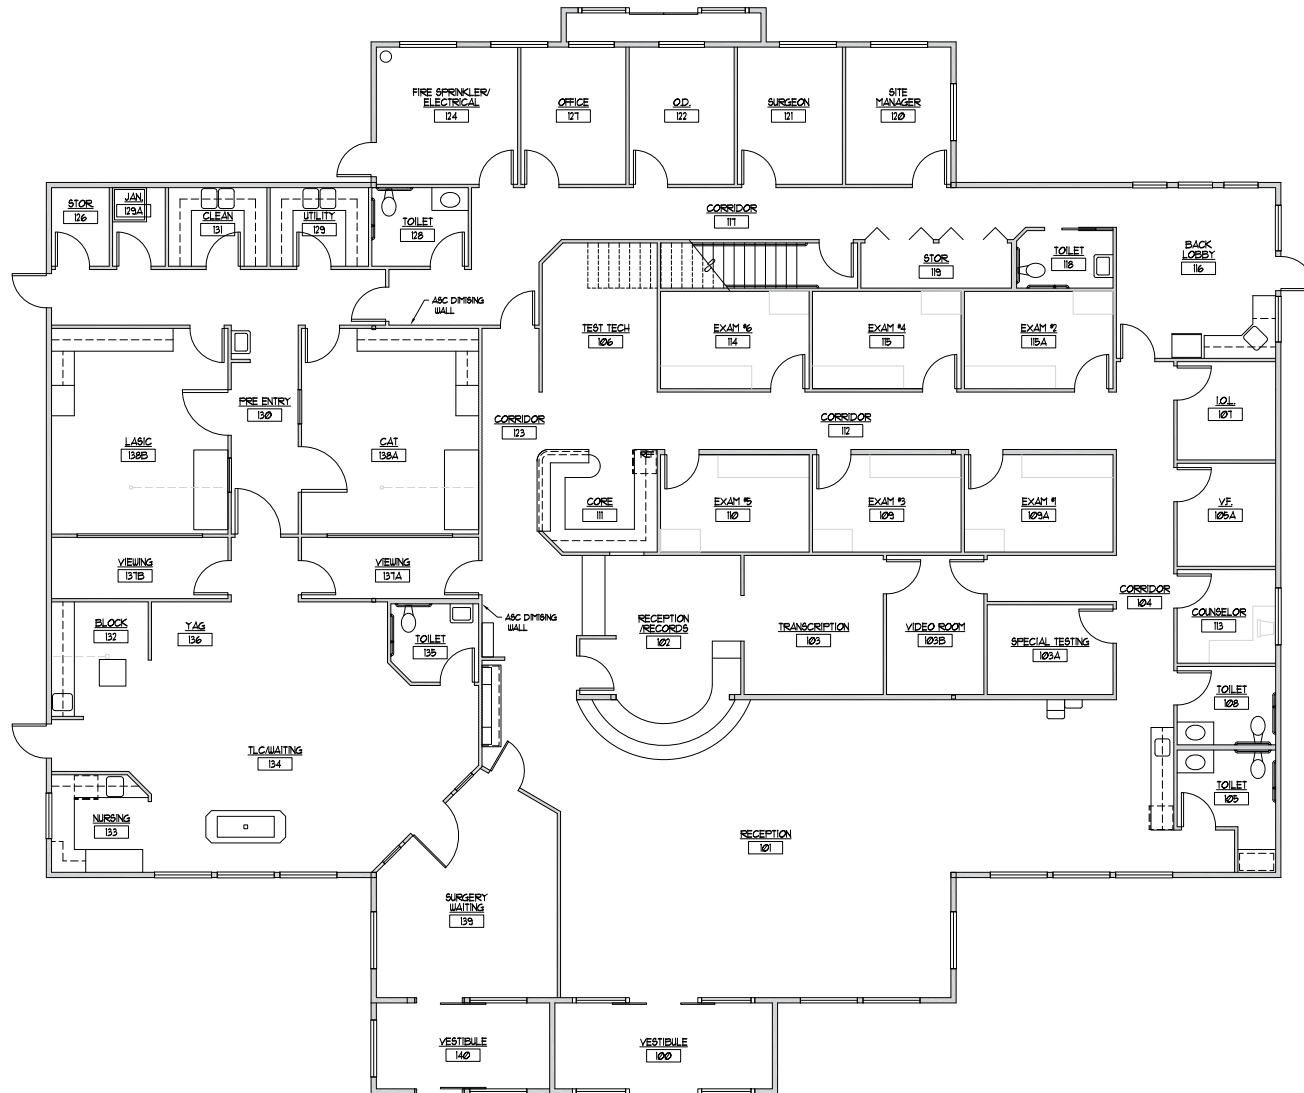 FIRE SPRINKLER/
ELECTRICAL
124
OFFICE
127
O.D.
122
SURGEON
121
SITE
MANAGER
120
STOR.
126
JAN.
129A
CLEAN
131
UTILITY
129
TOILET
128
CORRIDOR
117
STOR.
119
TOILET
118
BACK
LOBBY
116
ASC DIMISING
WALL
TEST TECH
106
EXAM #6
114
EXAM #4
115
EXAM #2
115A
PRE ENTRY
130
I.O.L.
107
LASIC
138B
CAT
138A
CORRIDOR
123
CORRIDOR
112
REF
CORE
111
EXAM #5
110
EXAM #3
109
EXAM #1
109A
V.F.
105A
VIEWING
137B
VIEWING
137A
CORRIDOR
104
COUNSELOR
113
BLOCK
132
YAG
136
TOILET
135
ASC DIMISING
WALL
RECEPTION
/RECORDS
102
TRANSCRIPTION
103
VIDEO ROOM
103B
SPECIAL TESTING
103A
TOILET
108
TLC/WAITING
134
TOILET
105
NURSING
133
RECEPTION
101
SURGERY
WAITING
139
VESTIBULE
140
VESTIBULE
100